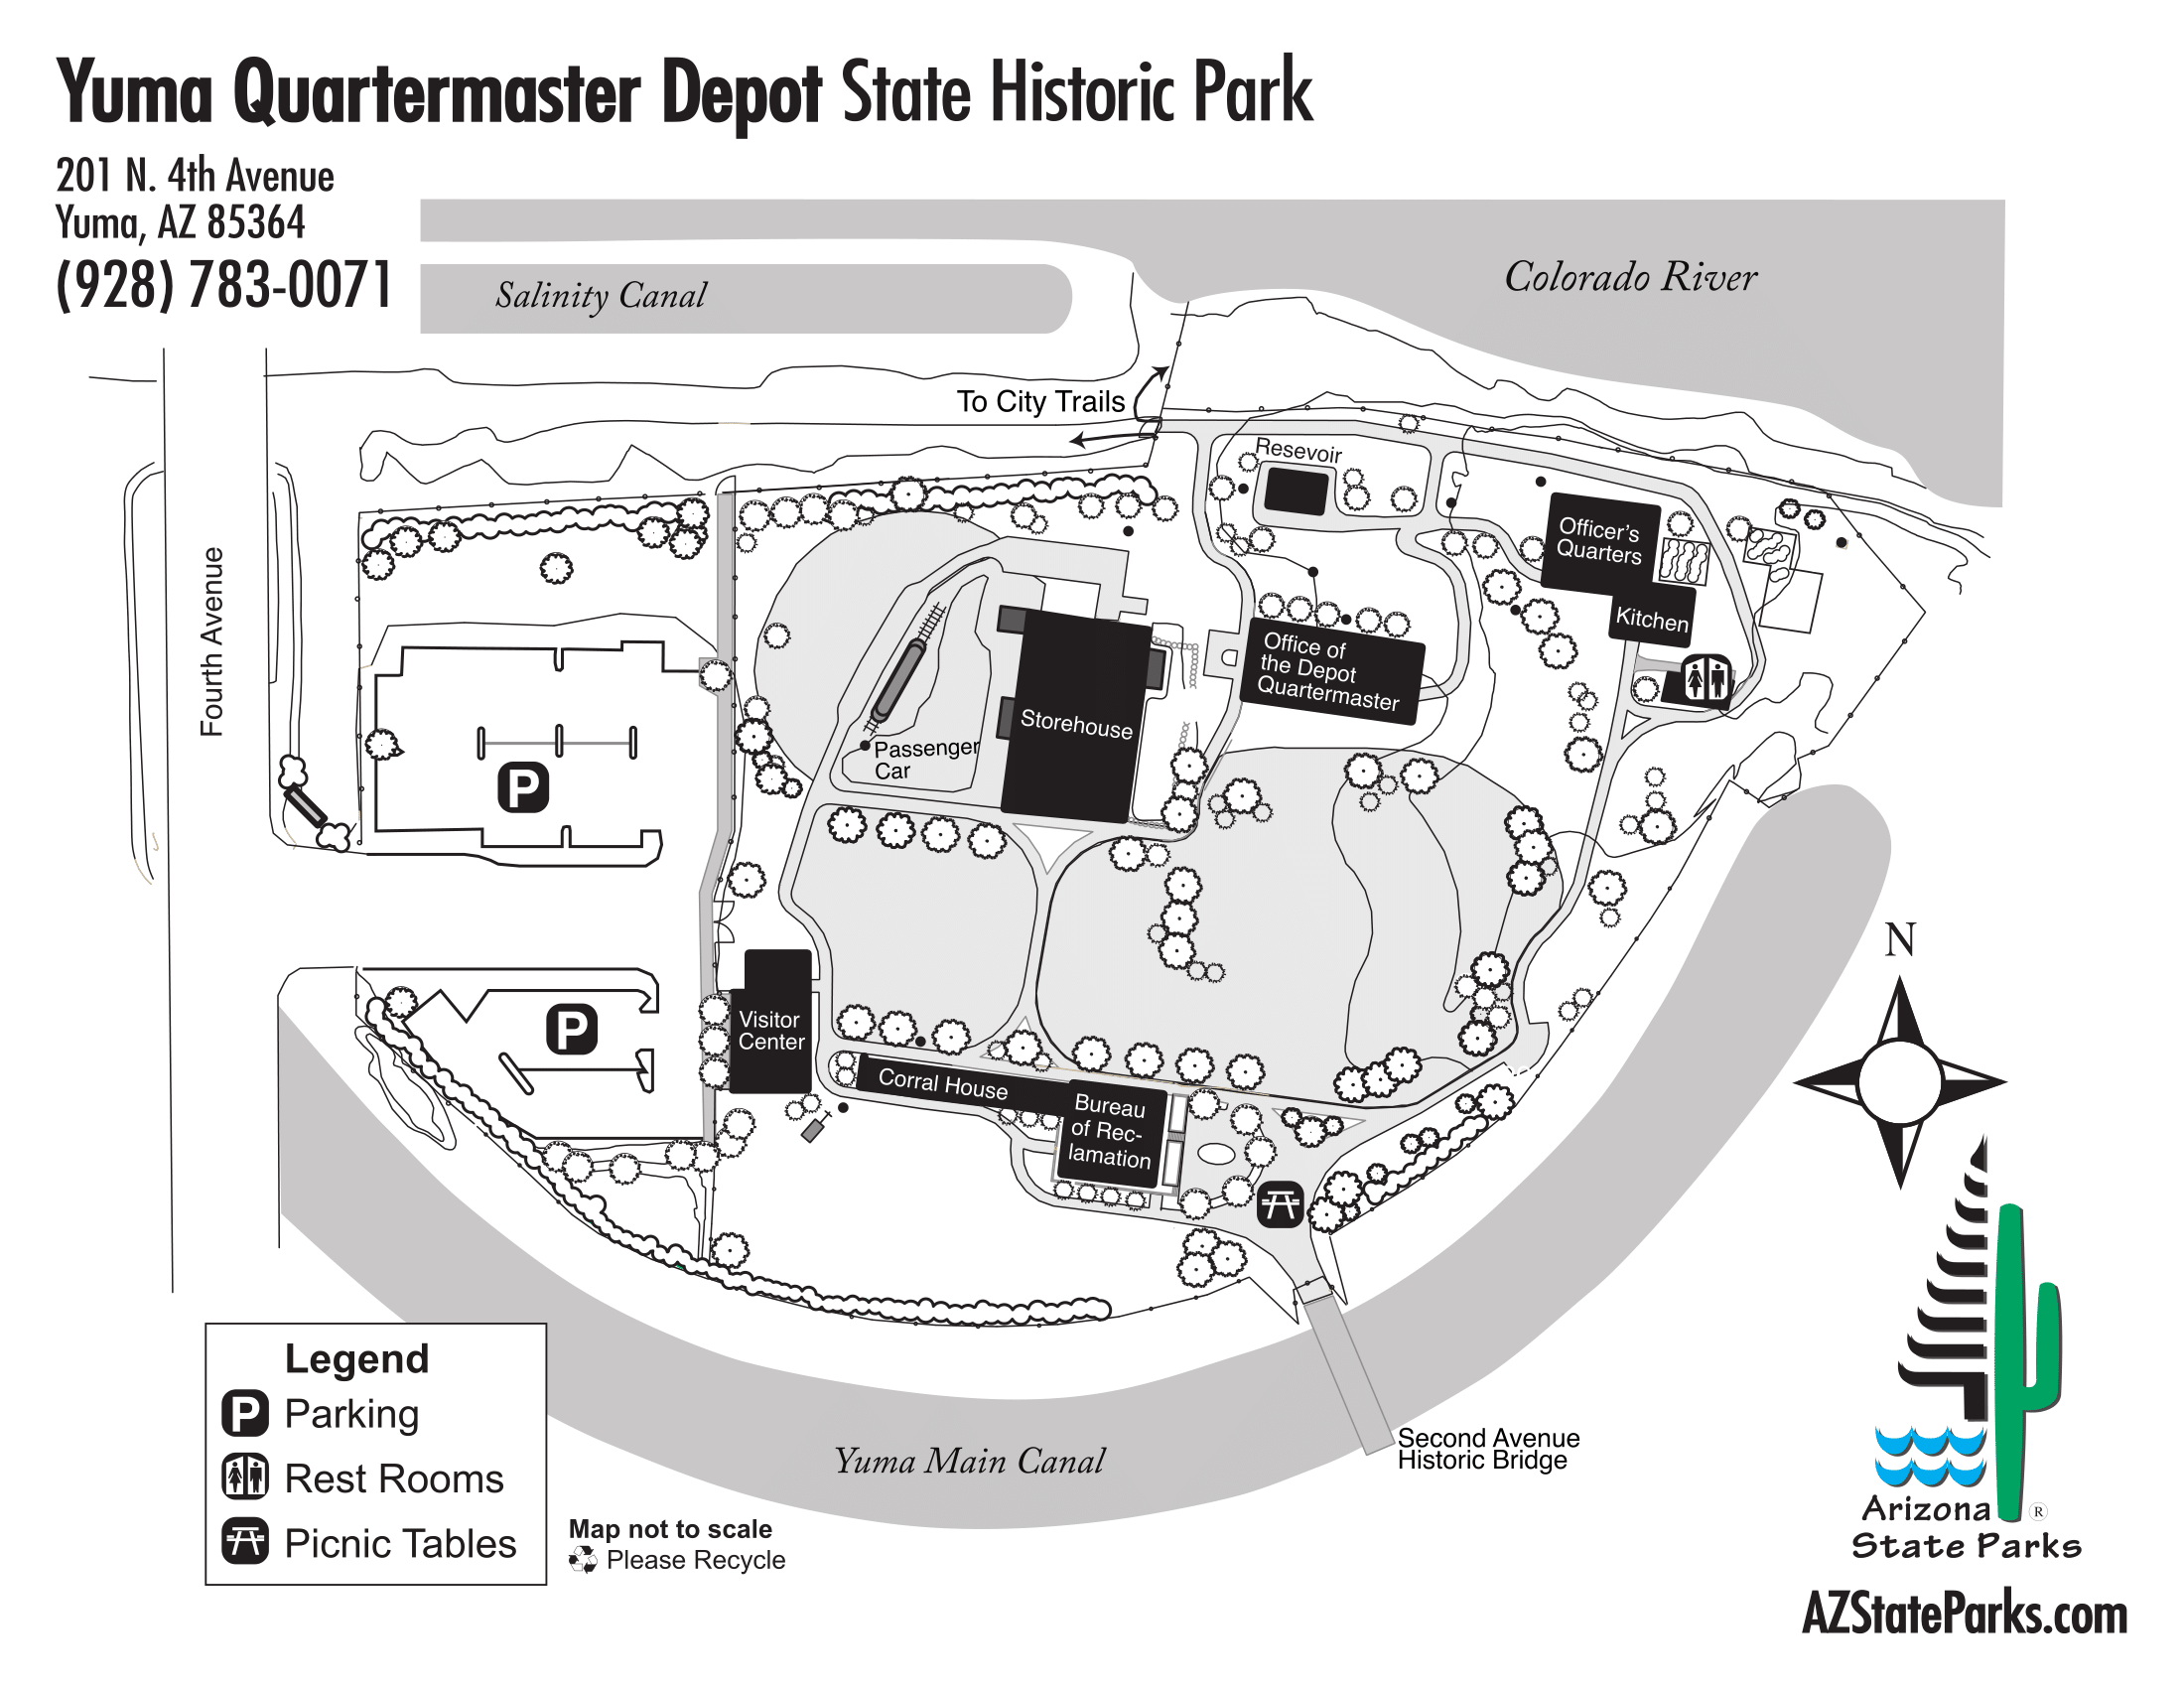 Yuma Quartermaster Depot State Historic Park
201 N. 4th Avenue
Yuma, AZ 85364
(928) 783-0071
Salinity Canal
Colorado River
To City Trails
Resevoir
Officer's
Quarters
Kitchen
Office of
the Depot
Quartermaster
Storehouse
Passenger
Car
Fourth Avenue
P
P
Visitor
Center
Corral House
Bureau
of Rec-
lamation
N
Legend
P Parking
Rest Rooms
Picnic Tables
Map not to scale
Please Recycle
Yuma Main Canal
Second Avenue
Historic Bridge
Arizona ®
State Parks
AZStateParks.com